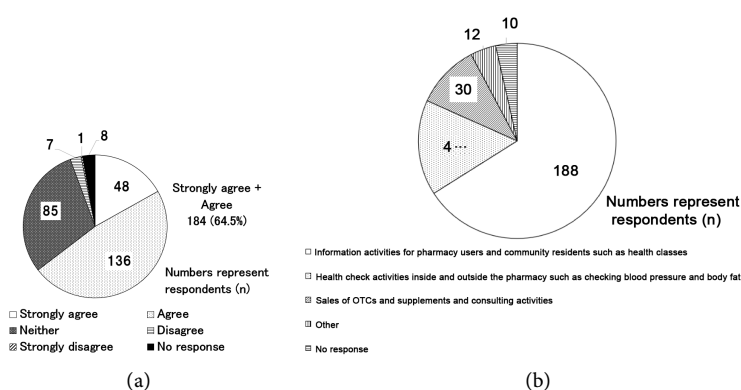 7
1
8
48
85
136
Strongly agree +
Agree
184 (64.5%)
Numbers represent
respondents (n)
Strongly agree
Agree
Neither
Disagree
Strongly disagree
No response
(a)
12
10
30
4...
188
Numbers represent
respondents (n)
Information activities for pharmacy users and community residents such as health classes
Health check activities inside and outside the pharmacy such as checking blood pressure and body fat
Sales of OTCs and supplements and consulting activities
Other
No response
(b)